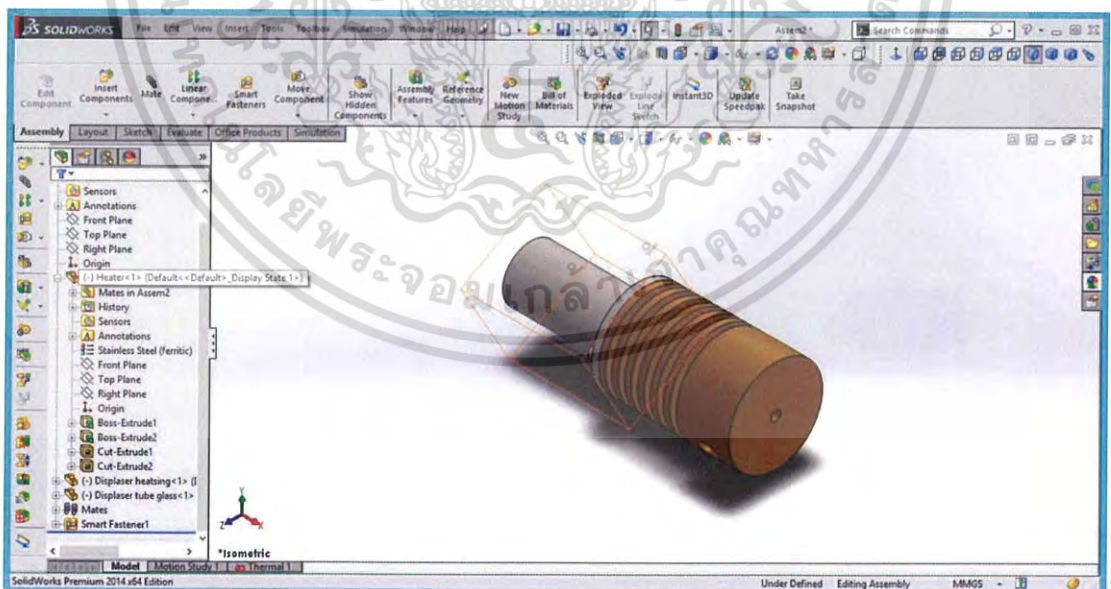 SOLIDWORKS File Edit View Insert Tools Toolbox Simulation Window Help Assem2 * Search Commands
Edit Component Insert Components Mate Linear Compone... Smart Fasteners Move Component Show Hidden Components Assembly Features Reference Geometry New Motion Study Bill of Materials Exploded View Explode Line Sketch Instant3D Update Speedpak Take Snapshot
Assembly Layout Sketch Evaluate Office Products Simulation
Sensors
Annotations
Front Plane
Top Plane
Right Plane
Origin
(-) Heater<1> (Default<<Default>_Display State 1>)
Mates in Assem2
History
Sensors
Annotations
Stainless Steel (ferritic)
Front Plane
Top Plane
Right Plane
Origin
Boss-Extrude1
Boss-Extrude2
Cut-Extrude1
Cut-Extrude2
(-) Displaser heatsing<1> (D
(-) Displaser tube glass<1>
Mates
Smart Fastener1
Y
Z X
*Isometric
Model Motion Study 1 Thermal 1
SolidWorks Premium 2014 x64 Edition Under Defined Editing Assembly MMGS